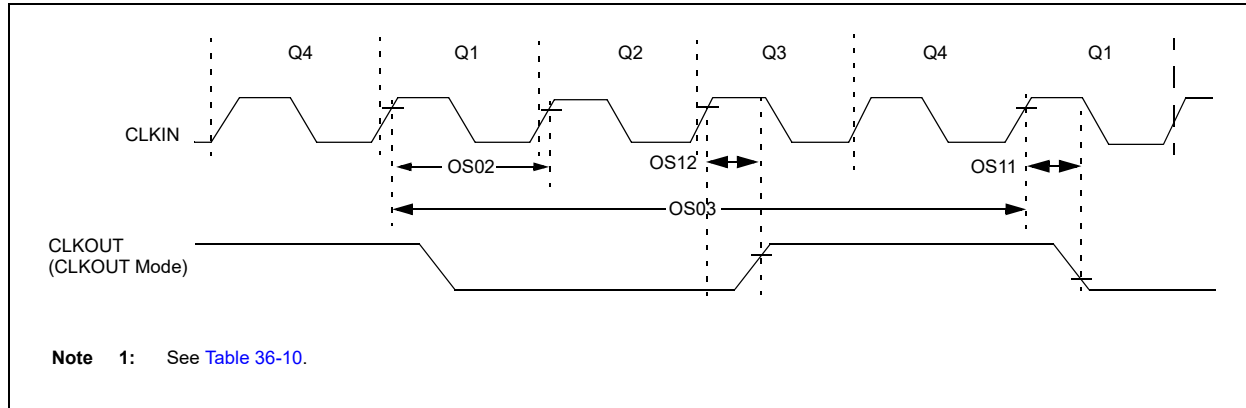 Q4 Q1 Q2 Q3 Q4 Q1
CLKIN
OS02 OS12 OS11
OS03
CLKOUT
(CLKOUT Mode)
Note 1: See Table 36-10.